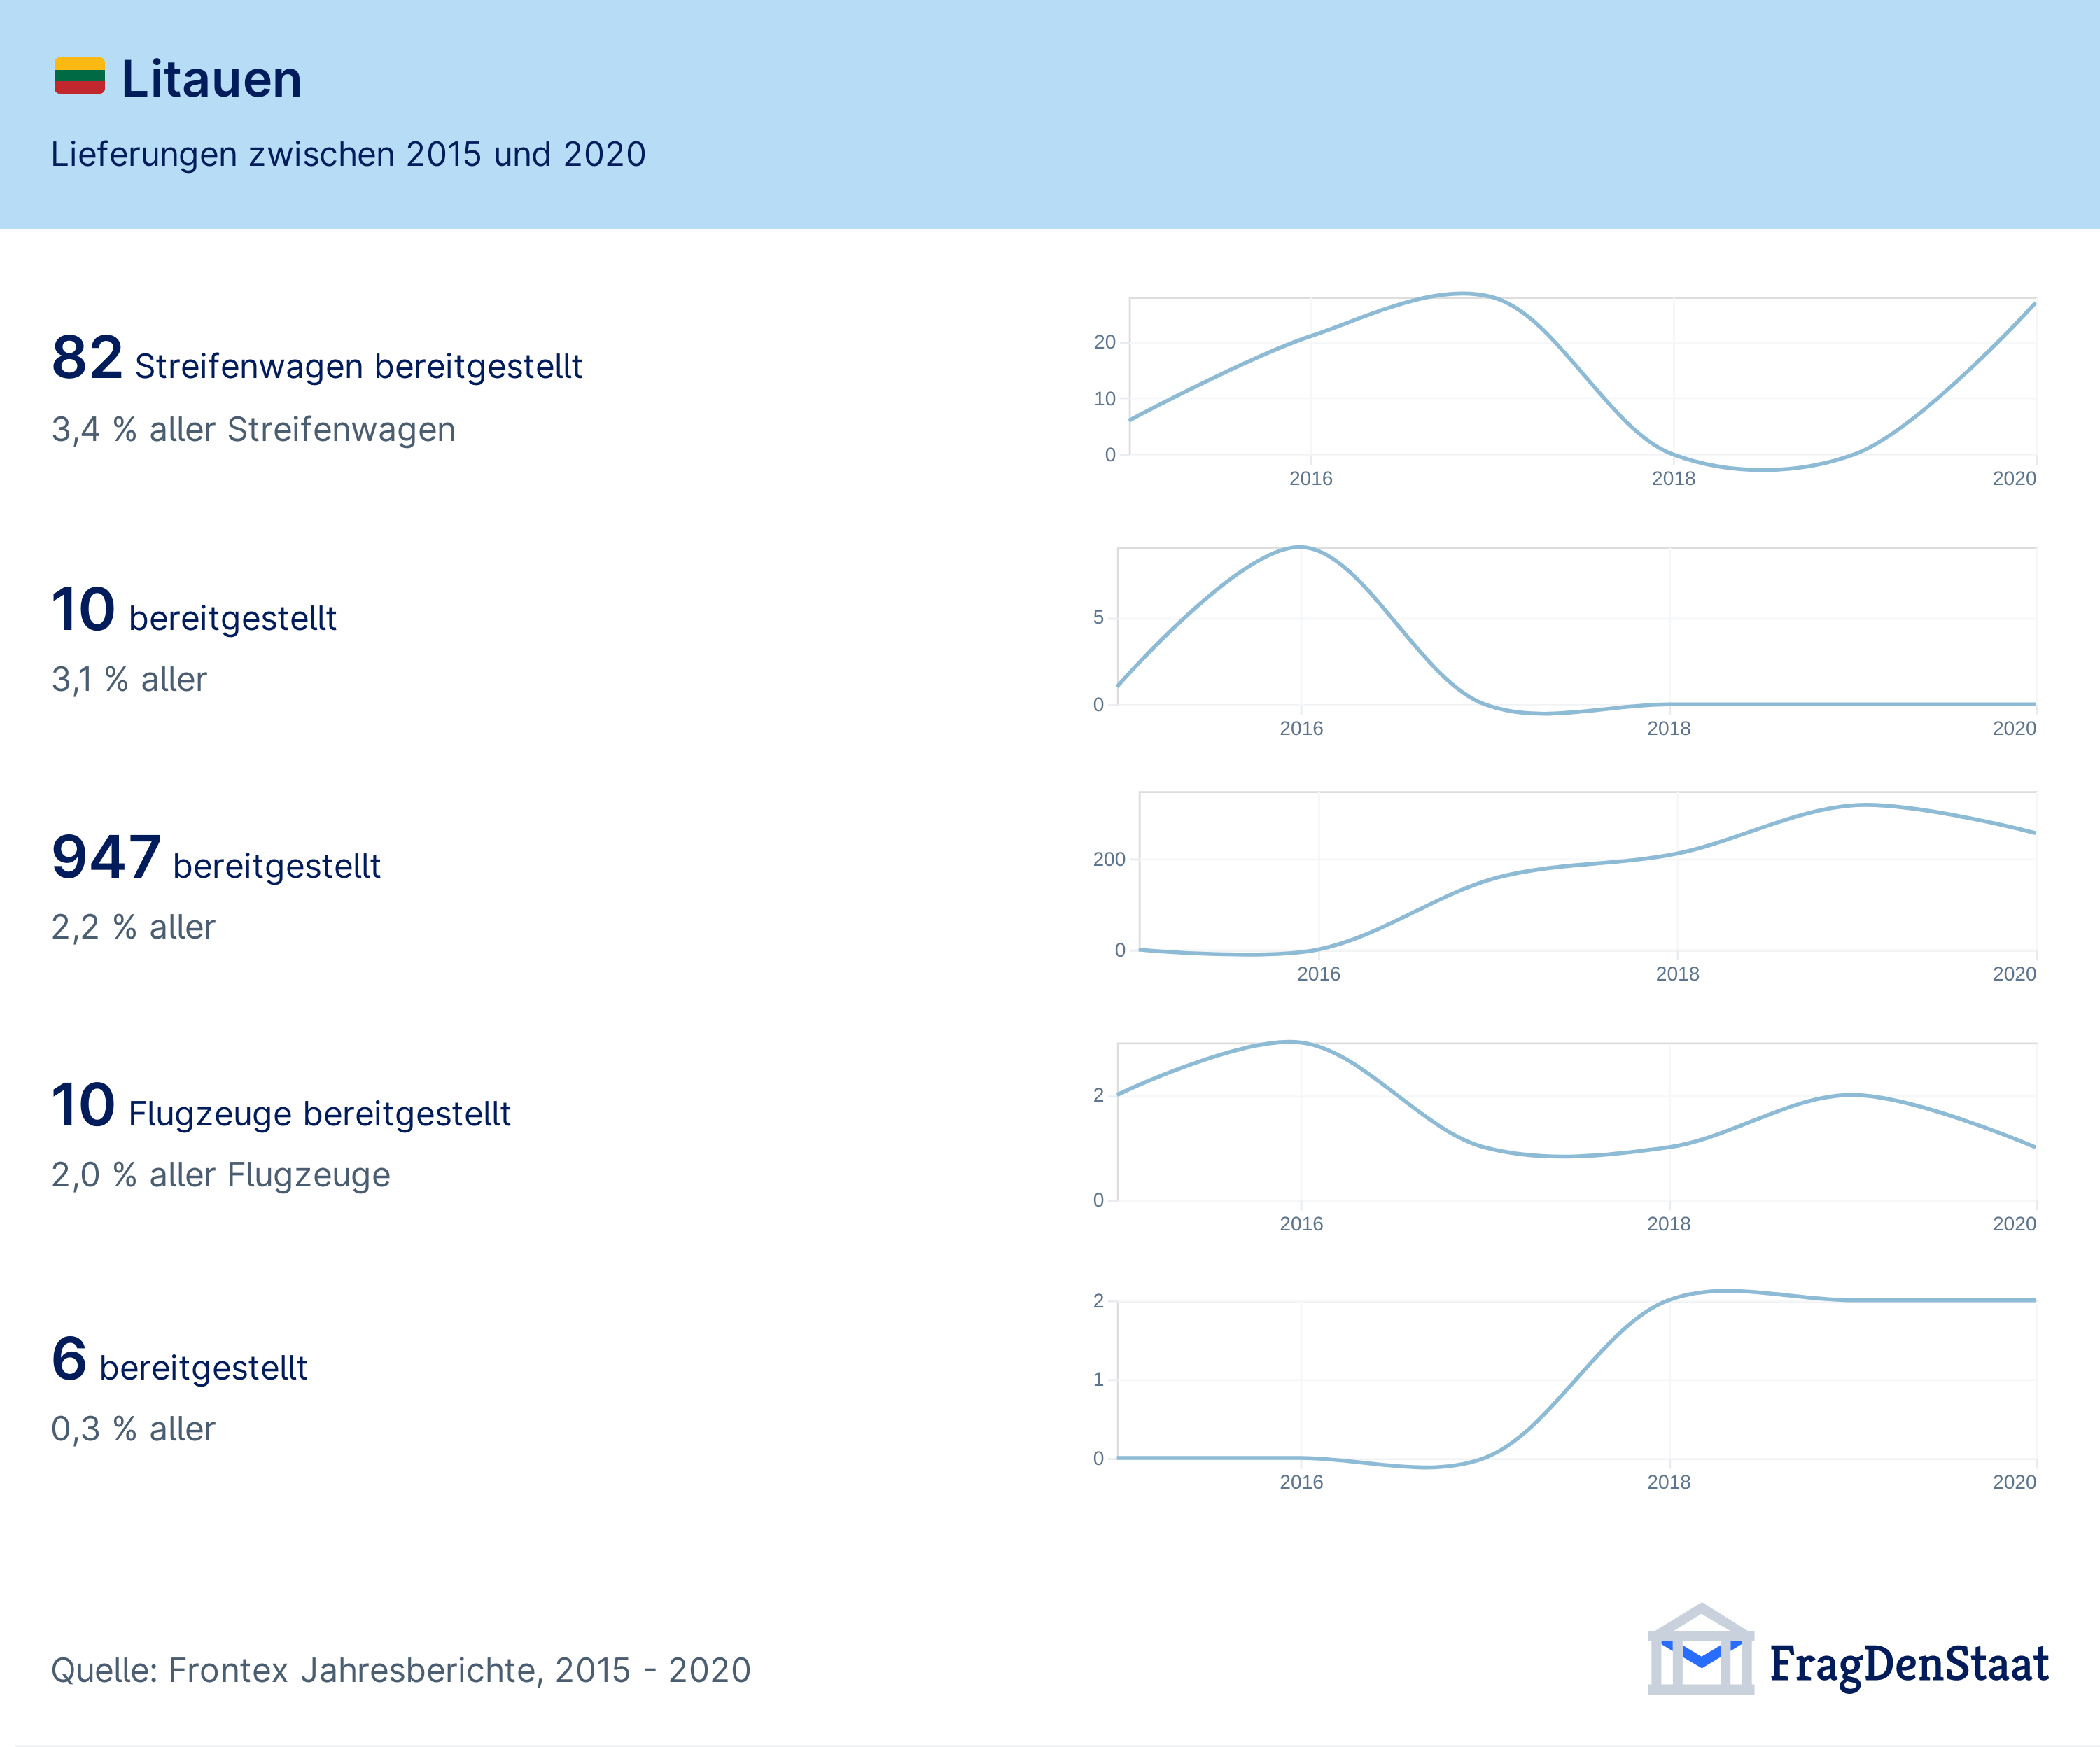 Litauen
Lieferungen zwischen 2015 und 2020
82 Streifenwagen bereitgestellt
3,4 % aller Streifenwagen
20
10
0
2016 2018 2020
10 bereitgestellt
3,1 % aller
5
0
2016 2018 2020
947 bereitgestellt
2,2 % aller
200
0
2016 2018 2020
10 Flugzeuge bereitgestellt
2,0 % aller Flugzeuge
2
0
2016 2018 2020
6 bereitgestellt
0,3 % aller
2
1
0
2016 2018 2020
Quelle: Frontex Jahresberichte, 2015 - 2020
FragDenStaat